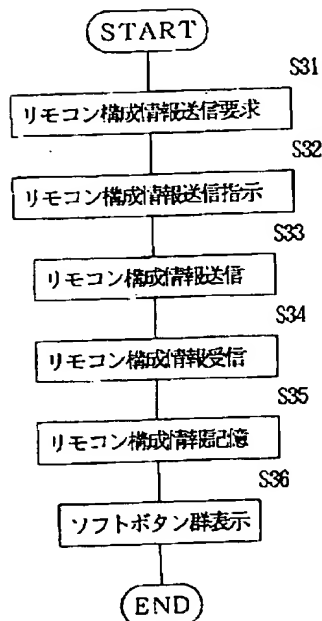 START
S31
リモコン構成情報送信要求
S32
リモコン構成情報送信指示
S33
リモコン構成情報送信
S34
リモコン構成情報受信
S35
リモコン構成情報記憶
S36
ソフトボタン群表示
END